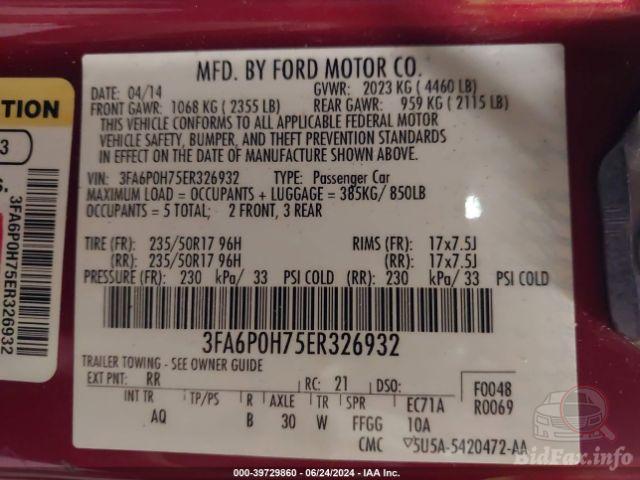 MFD. BY FORD MOTOR CO.
DATE: 04/14 GVWR: 2023 KG ( 4460 LB)
FRONT GAWR: 1068 KG ( 2355 LB) REAR GAWR: 959 KG ( 2115 LB)
THIS VEHICLE CONFORMS TO ALL APPLICABLE FEDERAL MOTOR
VEHICLE SAFETY, BUMPER, AND THEFT PREVENTION STANDARDS
IN EFFECT ON THE DATE OF MANUFACTURE SHOWN ABOVE.
VIN: 3FA6P0H75ER326932 TYPE: Passenger Car
MAXIMUM LOAD = OCCUPANTS + LUGGAGE = 385KG/ 850LB
OCCUPANTS = 5 TOTAL; 2 FRONT, 3 REAR
TIRE (FR): 235/50R17 96H RIMS (FR): 17x7.5J
(RR): 235/50R17 96H (RR): 17x7.5J
PRESSURE (FR): 230 kPa/ 33 PSI COLD (RR): 230 kPa/ 33 PSI COLD
3FA6P0H75ER326932
TRAILER TOWING - SEE OWNER GUIDE
EXT PNT: RR RC: 21 DSO: F0048
INT TR TP/PS R AXLE TR SPR EC71A R0069
AQ B 30 W FFGG 10A
CMC 5U5A-5420472-AA
TION
3
3FA6P0H75ER326932
BidFax.info
000-39729860 - 06/24/2024 - IAA Inc.